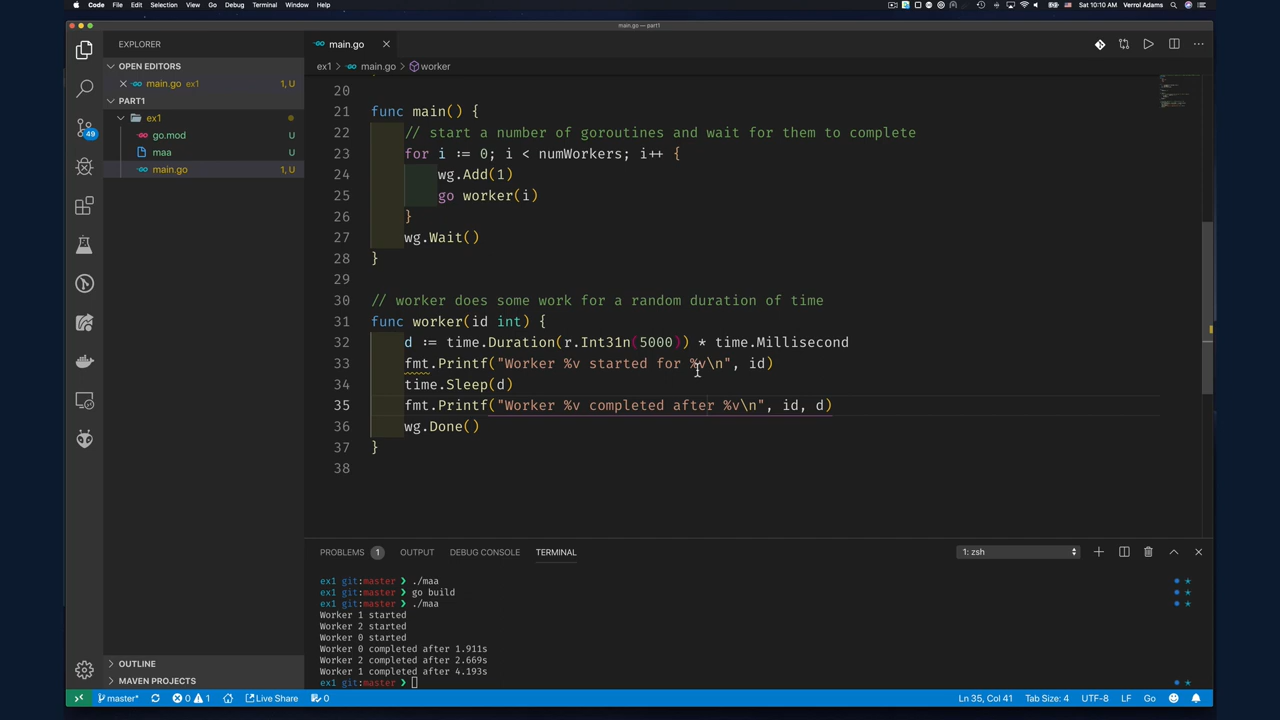 Code File Edit Selection View Go Debug Terminal Window Help
Sat 10:10 AM Verrol Adams
main.go — part1
EXPLORER
OPEN EDITORS
main.go ex1 1, U
PART1
ex1
go.mod U
maa U
main.go 1, U
OUTLINE
MAVEN PROJECTS
49
main.go
ex1 > main.go > worker
20
21 func main() {
22 // start a number of goroutines and wait for them to complete
23 for i := 0; i < numWorkers; i++ {
24 wg.Add(1)
25 go worker(i)
26 }
27 wg.Wait()
28 }
29
30 // worker does some work for a random duration of time
31 func worker(id int) {
32 d := time.Duration(r.Int31n(5000)) * time.Millisecond
33 fmt.Printf("Worker %v started for %v\n", id)
34 time.Sleep(d)
35 fmt.Printf("Worker %v completed after %v\n", id, d)
36 wg.Done()
37 }
38
PROBLEMS 1 OUTPUT DEBUG CONSOLE TERMINAL 1: zsh
ex1 git:master ❯ ./maa
ex1 git:master ❯ go build
ex1 git:master ❯ ./maa
Worker 1 started
Worker 2 started
Worker 0 started
Worker 0 completed after 1.911s
Worker 2 completed after 2.669s
Worker 1 completed after 4.193s
ex1 git:master ❯
master* 0 1 Live Share 0 Ln 35, Col 41 Tab Size: 4 UTF-8 LF Go